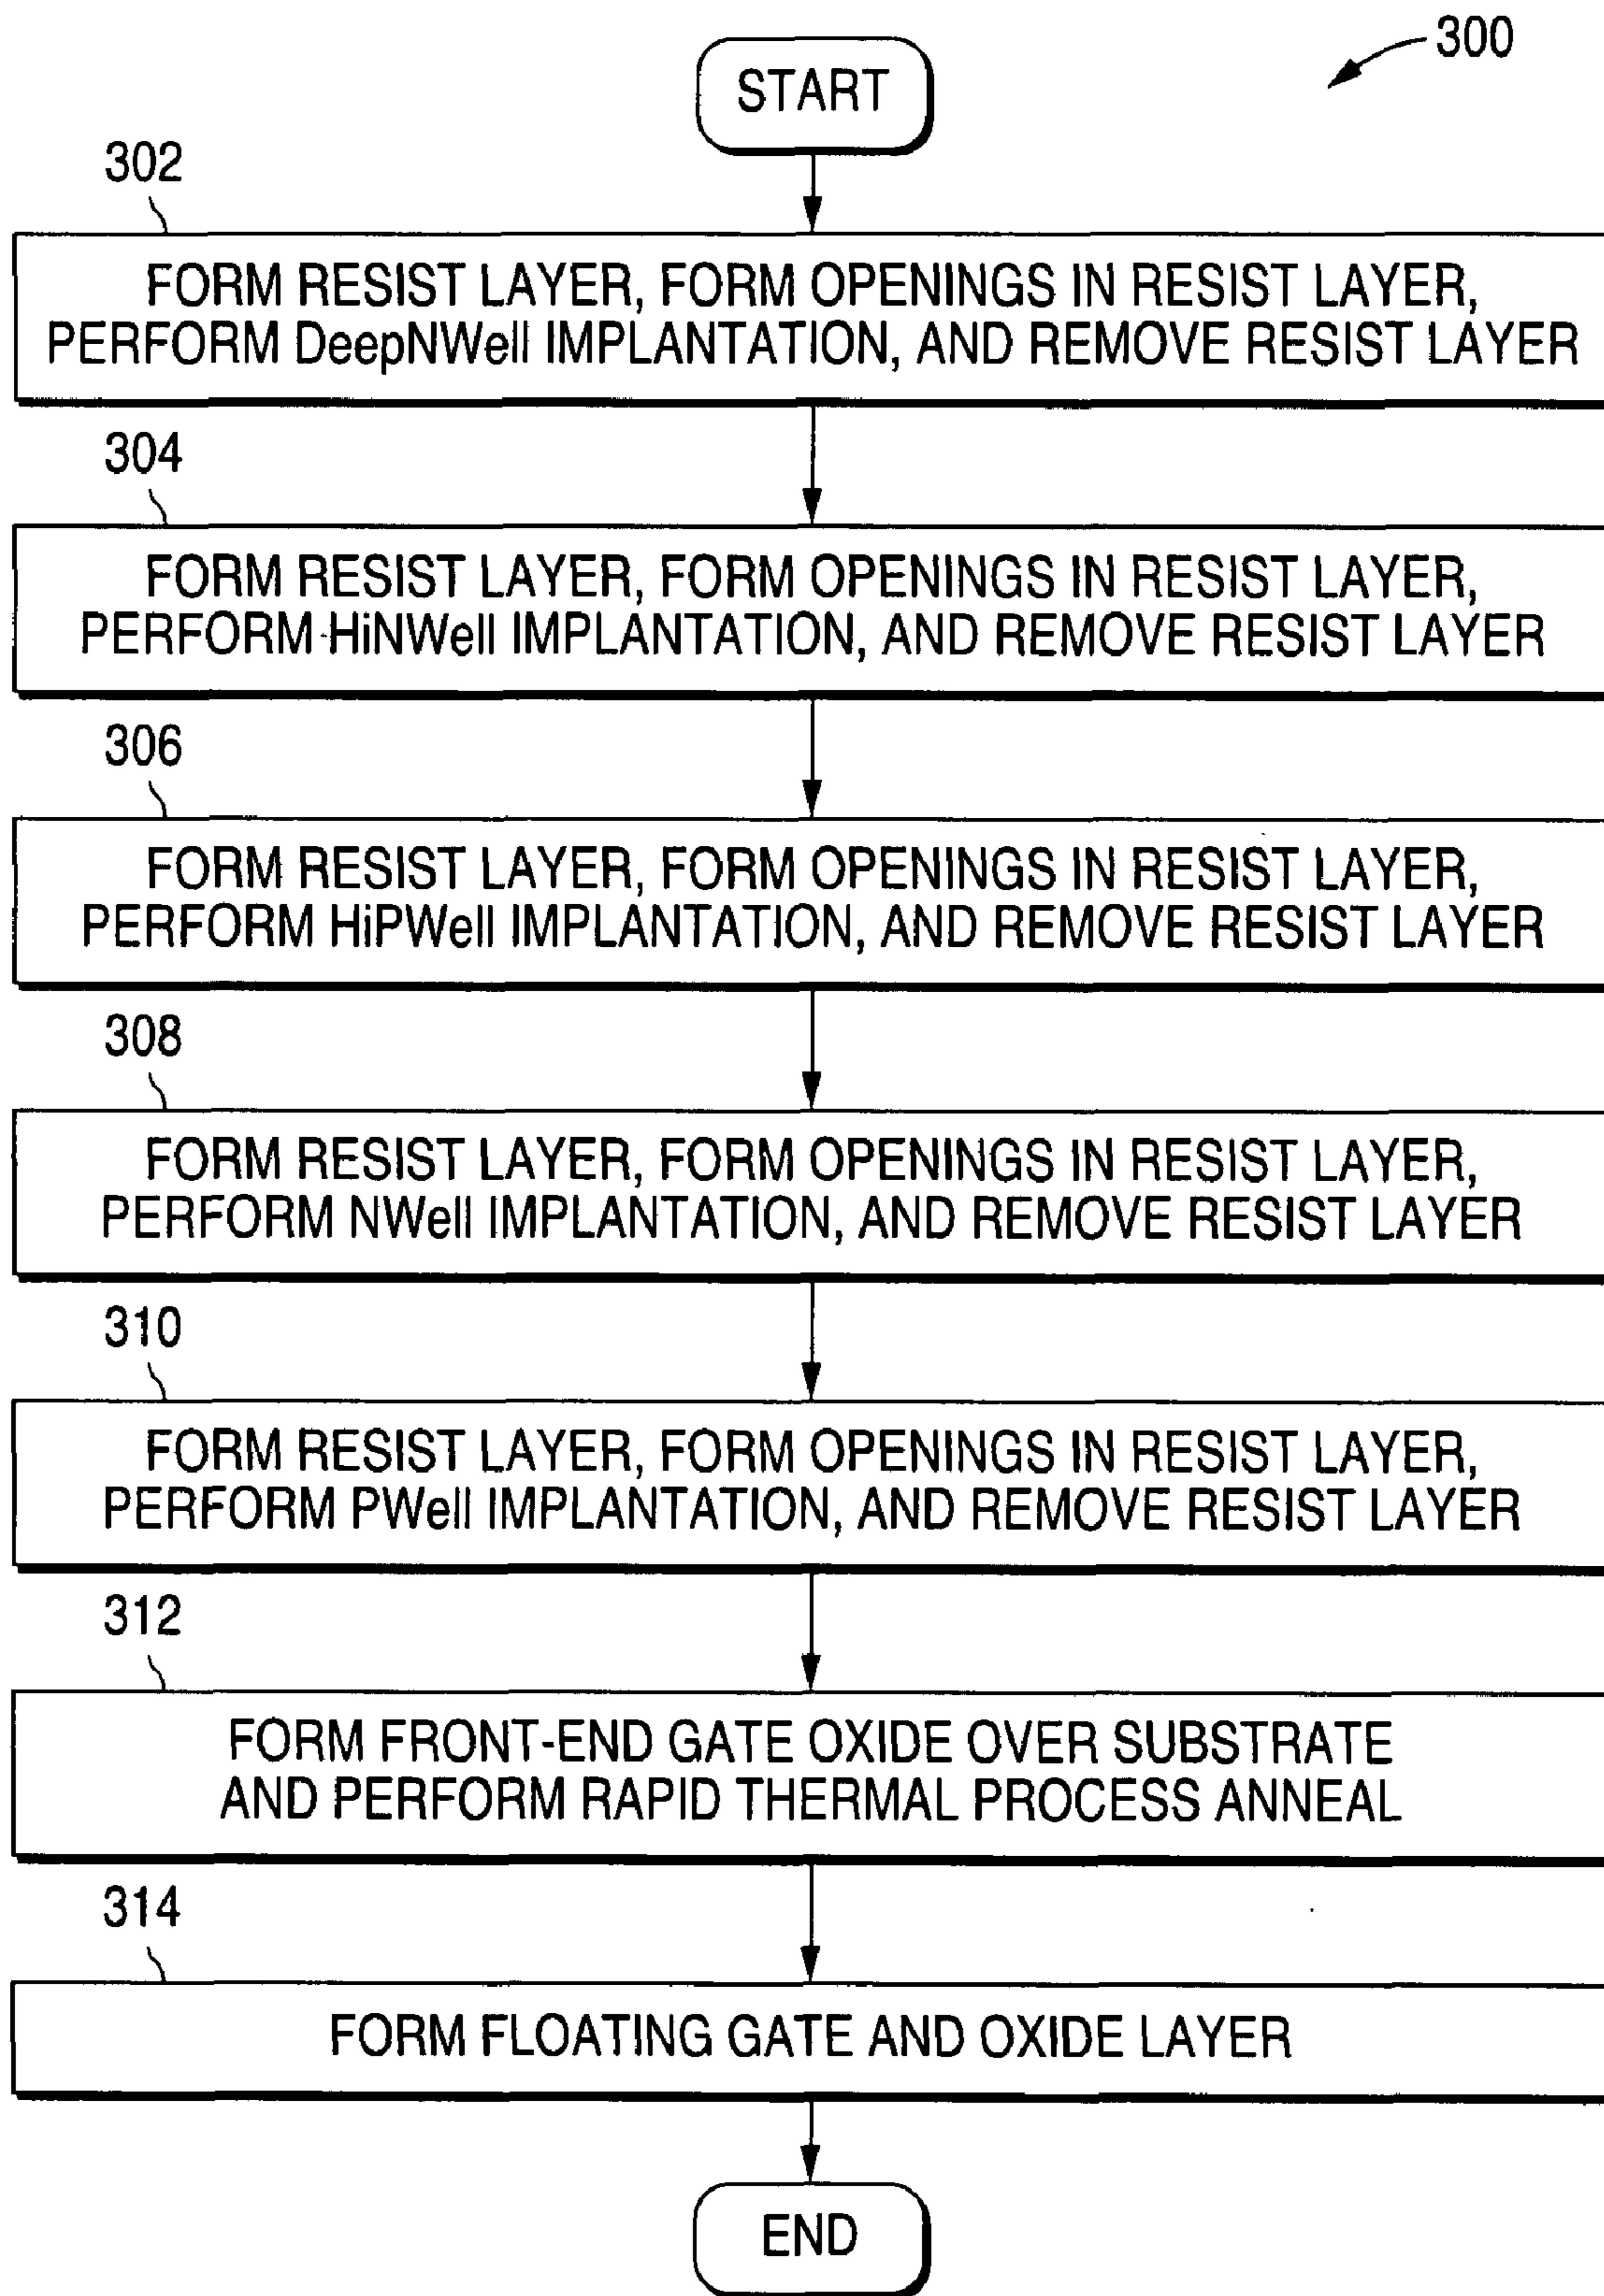 300
START
302
FORM RESIST LAYER, FORM OPENINGS IN RESIST LAYER,
PERFORM DeepNWell IMPLANTATION, AND REMOVE RESIST LAYER
304
FORM RESIST LAYER, FORM OPENINGS IN RESIST LAYER,
PERFORM HiNWell IMPLANTATION, AND REMOVE RESIST LAYER
306
FORM RESIST LAYER, FORM OPENINGS IN RESIST LAYER,
PERFORM HiPWell IMPLANTATION, AND REMOVE RESIST LAYER
308
FORM RESIST LAYER, FORM OPENINGS IN RESIST LAYER,
PERFORM NWell IMPLANTATION, AND REMOVE RESIST LAYER
310
FORM RESIST LAYER, FORM OPENINGS IN RESIST LAYER,
PERFORM PWell IMPLANTATION, AND REMOVE RESIST LAYER
312
FORM FRONT-END GATE OXIDE OVER SUBSTRATE
AND PERFORM RAPID THERMAL PROCESS ANNEAL
314
FORM FLOATING GATE AND OXIDE LAYER
END